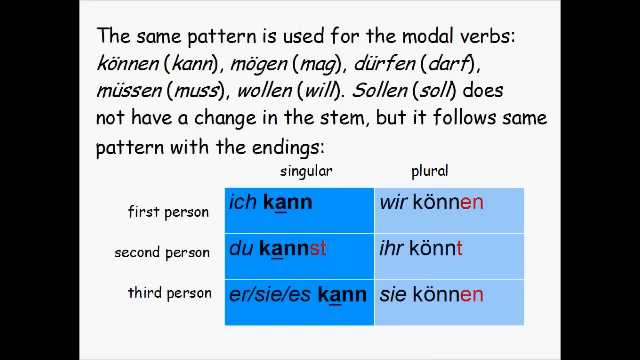 The same pattern is used for the modal verbs:
können (kann), mögen (mag), dürfen (darf),
müssen (muss), wollen (will). Sollen (soll) does
not have a change in the stem, but it follows same
pattern with the endings:
singular plural
first person ich kann wir können
second person du kannst ihr könnt
third person er/sie/es kann sie können